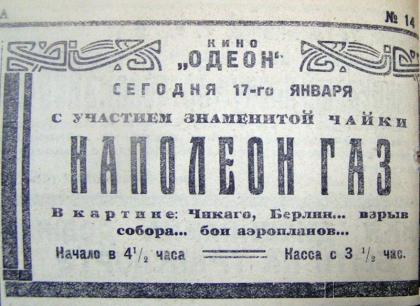 А
№ 14
КИНО
„ОДЕОН“
СЕГОДНЯ 17-го ЯНВАРЯ
С УЧАСТИЕМ ЗНАМЕНИТОЙ ЧАЙКИ
НАПОЛЕОН ГАЗ
В картине: Чикаго, Берлин... взрыв
собора... бои аэропланов...
Начало в 4½ часа — Касса с 3 ½ час.